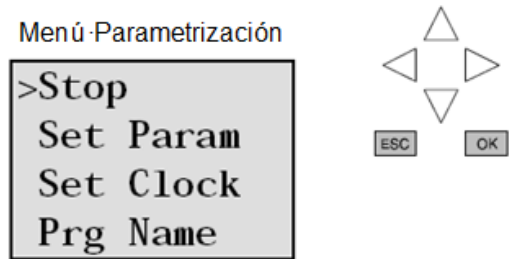 Menú·Parametrización
>Stop
Set Param
Set Clock
Prg Name
ESC
OK